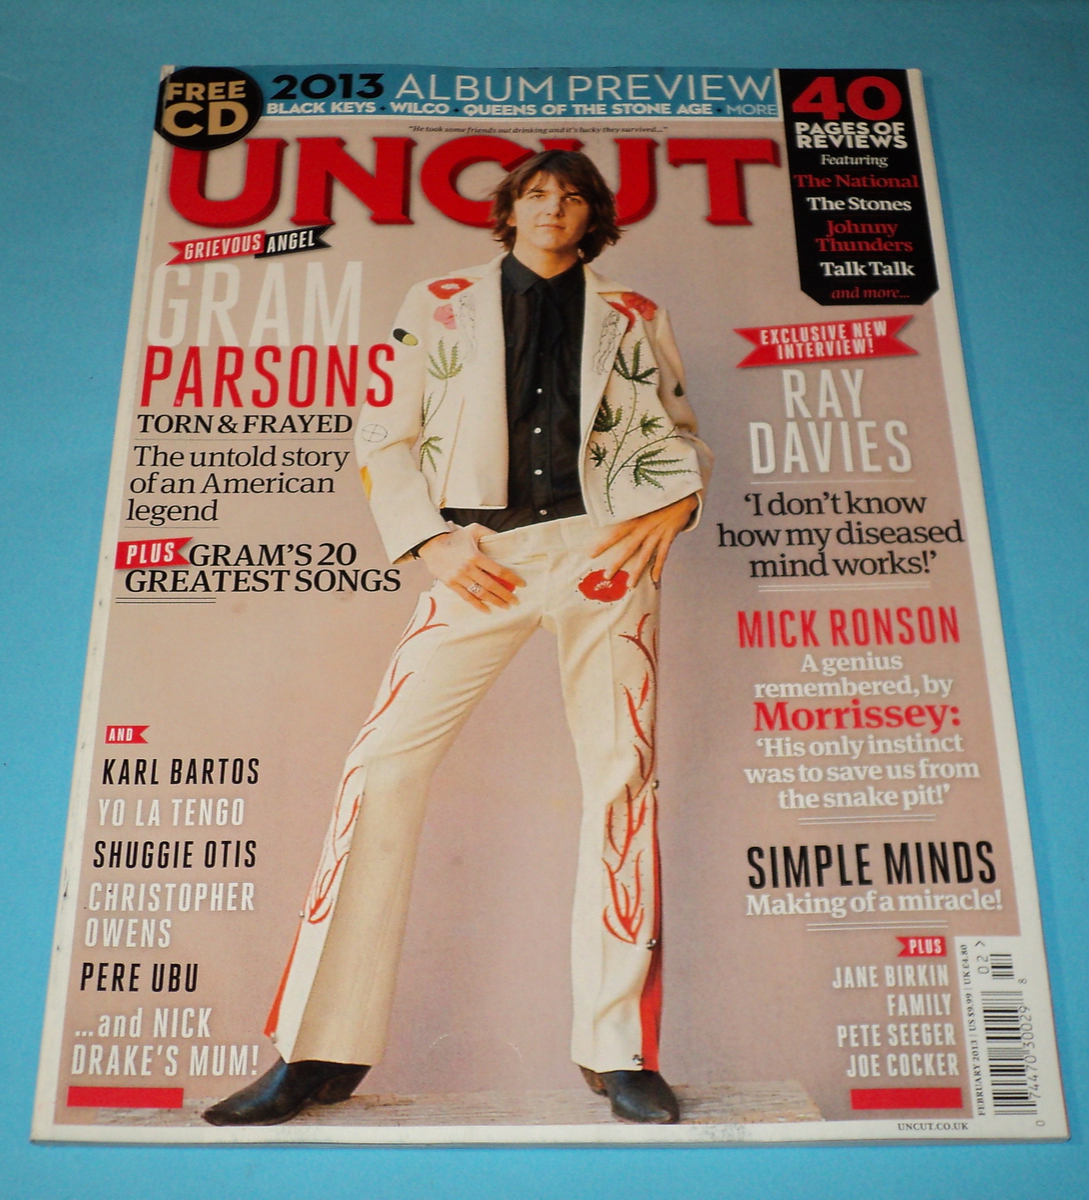 FREE
CD
2013 ALBUM PREVIEW
BLACK KEYS • WILCO • QUEENS OF THE STONE AGE • MORE
"He took some friends out drinking and it's lucky they survived..."
UNCUT
40
PAGES OF
REVIEWS
Featuring
The National
The Stones
Johnny
Thunders
Talk Talk
and more...
GRIEVOUS ANGEL
GRAM
PARSONS
TORN & FRAYED
The untold story
of an American
legend
PLUS GRAM'S 20
GREATEST SONGS
AND
KARL BARTOS
YO LA TENGO
SHUGGIE OTIS
CHRISTOPHER
OWENS
PERE UBU
...and NICK
DRAKE'S MUM!
EXCLUSIVE NEW
INTERVIEW!
RAY
DAVIES
'I don't know
how my diseased
mind works!'
MICK RONSON
A genius
remembered, by
Morrissey:
'His only instinct
was to save us from
the snake pit!'
SIMPLE MINDS
Making of a miracle!
PLUS
JANE BIRKIN
FAMILY
PETE SEEGER
JOE COCKER
FEBRUARY 2013 | US $9.99 | UK £4.80
02 >
0 74470 30029 8
UNCUT.CO.UK